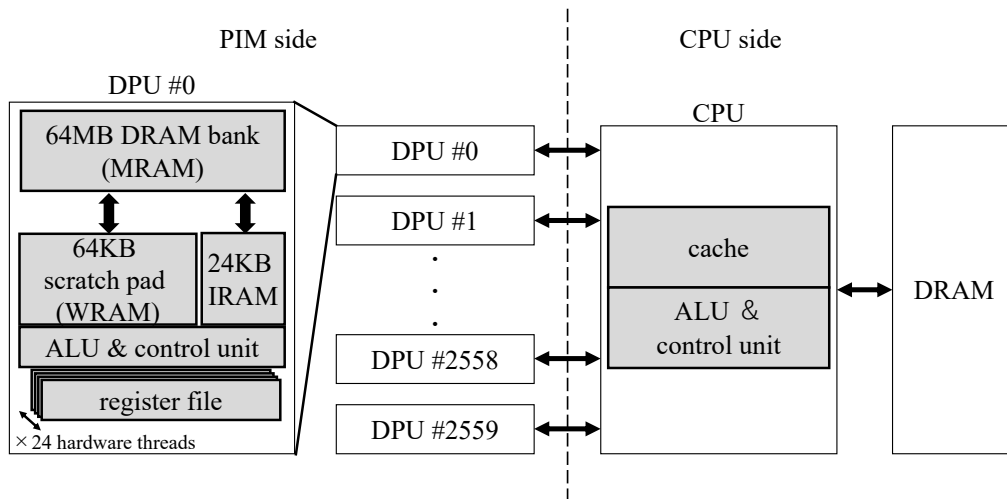 PIM side
CPU side
DPU #0
64MB DRAM bank
(MRAM)
64KB
scratch pad
(WRAM)
24KB
IRAM
ALU & control unit
register file
× 24 hardware threads
DPU #0
DPU #1
.
.
.
DPU #2558
DPU #2559
CPU
cache
ALU ＆
control unit
DRAM